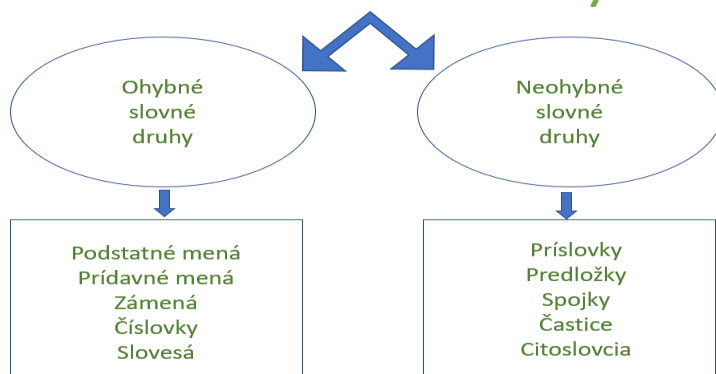 Ohybné
slovné
druhy
Neohybné
slovné
druhy
Podstatné mená
Prídavné mená
Zámená
Číslovky
Slovesá
Príslovky
Predložky
Spojky
Častice
Citoslovcia